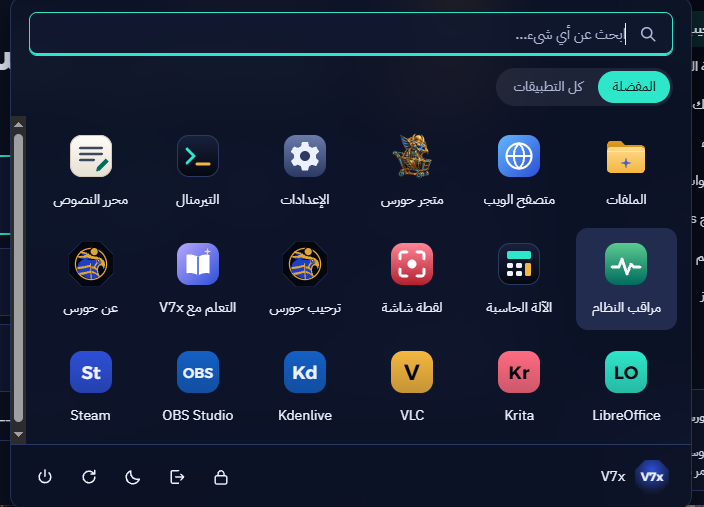 ابحث عن أي شيء...
المفضلة
كل التطبيقات
الملفات
متصفح الويب
متجر حورس
الإعدادات
التيرمنال
محرر النصوص
مراقب النظام
الآلة الحاسبة
لقطة شاشة
ترحيب حورس
التعلم مع V7x
عن حورس
LO
Kr
V
Kd
OBS
St
LibreOffice
Krita
VLC
Kdenlive
OBS Studio
Steam
V7x
V7x